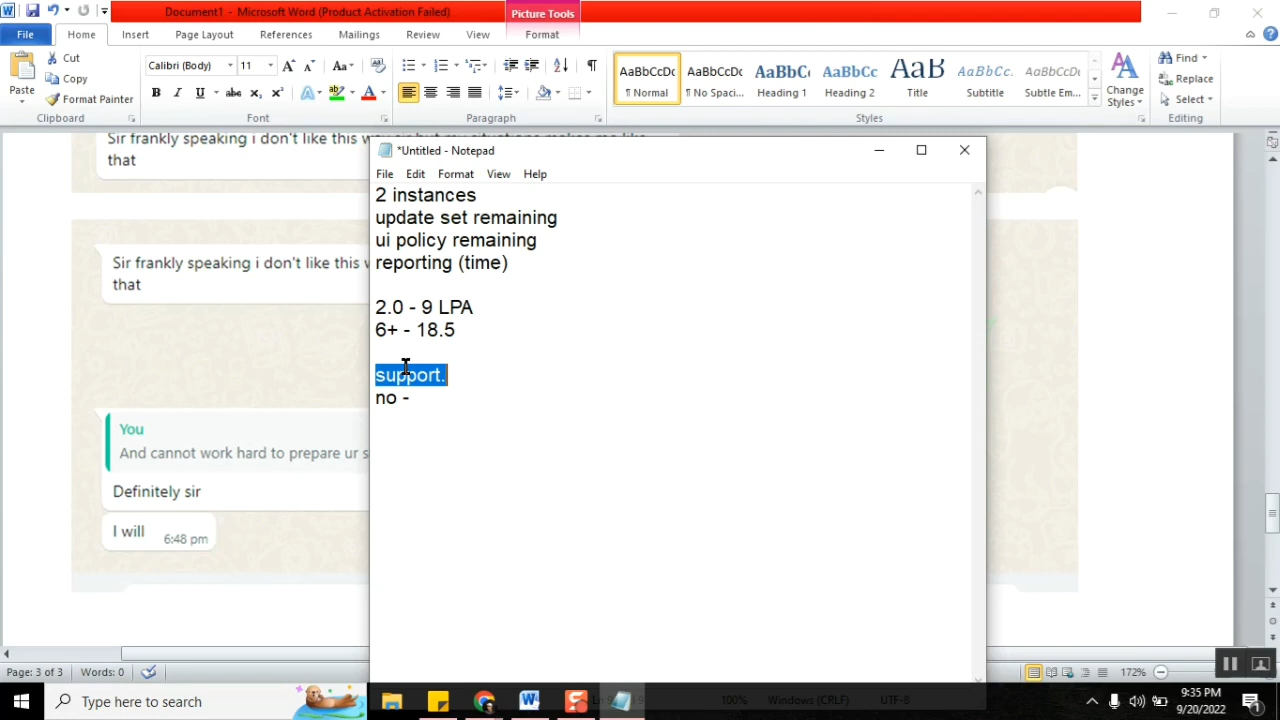 Document1 - Microsoft Word (Product Activation Failed)
Picture Tools
File
Home
Insert
Page Layout
References
Mailings
Review
View
Format
Paste
Cut
Copy
Format Painter
Clipboard
Calibri (Body)
11
Font
Paragraph
AaBbCcDc
¶ Normal
AaBbCcDc
¶ No Spaci...
AaBbCc
Heading 1
AaBbCc
Heading 2
AaB
Title
AaBbCc.
Subtitle
AaBbCcDc
Subtle Em...
Change
Styles
Styles
Find
Replace
Select
Editing
that
*Untitled - Notepad
File
Edit
Format
View
Help
2 instances
update set remaining
ui policy remaining
reporting (time)
2.0 - 9 LPA
6+ - 18.5
support.
no -
Sir frankly speaking i don't like this
that
You
And cannot work hard to prepare ur s
Definitely sir
I will
6:48 pm
100%
Windows (CRLF)
UTF-8
Page: 3 of 3
Words: 0
172%
Type here to search
9:35 PM
9/20/2022